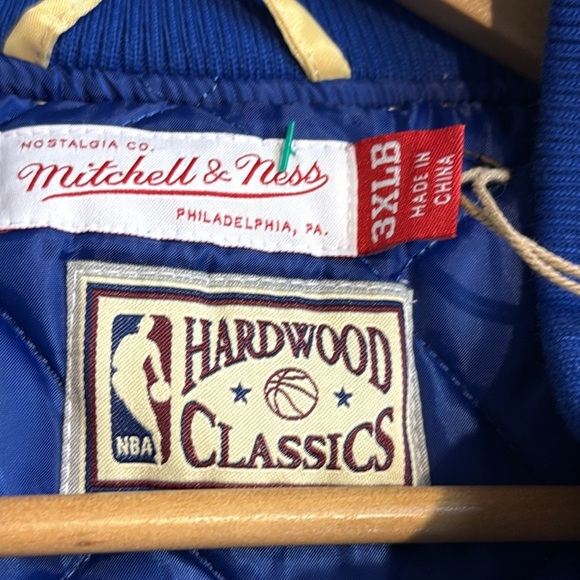 NOSTALGIA CO.
Mitchell & Ness
PHILADELPHIA, PA.
3XLB
MADE IN
CHINA
HARDWOOD
CLASSICS
NBA